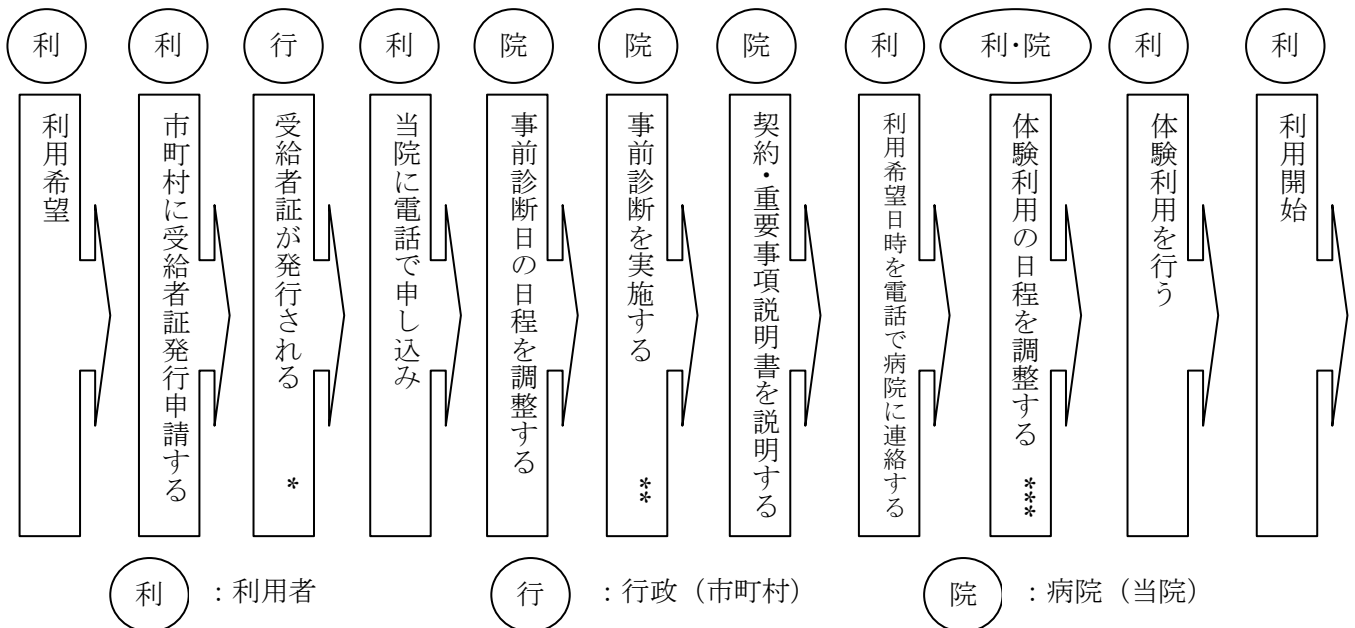 利
利
行
利
院
院
院
利
利・院
利
利
利用希望
市町村に受給者証発行申請する
受給者証が発行される *
当院に電話で申し込み
事前診断日の日程を調整する
事前診断を実施する **
契約・重要事項説明書を説明する
利用希望日時を電話で病院に連絡する
体験利用の日程を調整する ***
体験利用を行う
利用開始
利 :利用者
行 :行政(市町村)
院 :病院(当院)